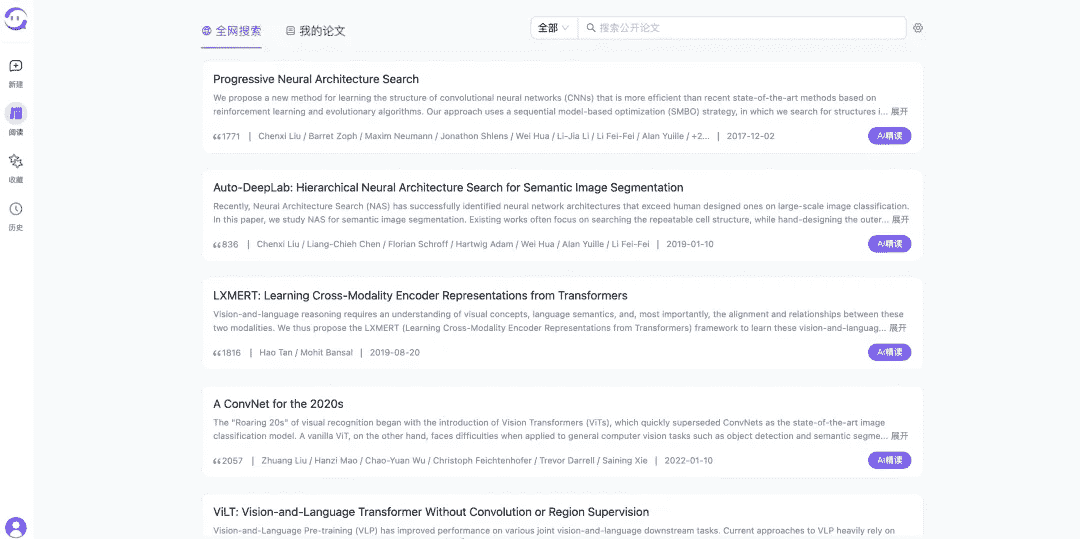 全网搜索 我的论文 全部 搜索公开论文
新建
阅读
收藏
历史
Progressive Neural Architecture Search
We propose a new method for learning the structure of convolutional neural networks (CNNs) that is more efficient than recent state-of-the-art methods based on
reinforcement learning and evolutionary algorithms. Our approach uses a sequential model-based optimization (SMBO) strategy, in which we search for structures i... 展开
1771 | Chenxi Liu / Barret Zoph / Maxim Neumann / Jonathon Shlens / Wei Hua / Li-Jia Li / Li Fei-Fei / Alan Yuille / +2... | 2017-12-02 AI精读
Auto-DeepLab: Hierarchical Neural Architecture Search for Semantic Image Segmentation
Recently, Neural Architecture Search (NAS) has successfully identified neural network architectures that exceed human designed ones on large-scale image classification.
In this paper, we study NAS for semantic image segmentation. Existing works often focus on searching the repeatable cell structure, while hand-designing the outer... 展开
836 | Chenxi Liu / Liang-Chieh Chen / Florian Schroff / Hartwig Adam / Wei Hua / Alan Yuille / Li Fei-Fei | 2019-01-10 AI精读
LXMERT: Learning Cross-Modality Encoder Representations from Transformers
Vision-and-language reasoning requires an understanding of visual concepts, language semantics, and, most importantly, the alignment and relationships between these
two modalities. We thus propose the LXMERT (Learning Cross-Modality Encoder Representations from Transformers) framework to learn these vision-and-languag... 展开
1816 | Hao Tan / Mohit Bansal | 2019-08-20 AI精读
A ConvNet for the 2020s
The "Roaring 20s" of visual recognition began with the introduction of Vision Transformers (ViTs), which quickly superseded ConvNets as the state-of-the-art image
classification model. A vanilla ViT, on the other hand, faces difficulties when applied to general computer vision tasks such as object detection and semantic segme... 展开
2057 | Zhuang Liu / Hanzi Mao / Chao-Yuan Wu / Christoph Feichtenhofer / Trevor Darrell / Saining Xie | 2022-01-10 AI精读
ViLT: Vision-and-Language Transformer Without Convolution or Region Supervision
Vision-and-Language Pre-training (VLP) has improved performance on various joint vision-and-language downstream tasks. Current approaches to VLP heavily rely on